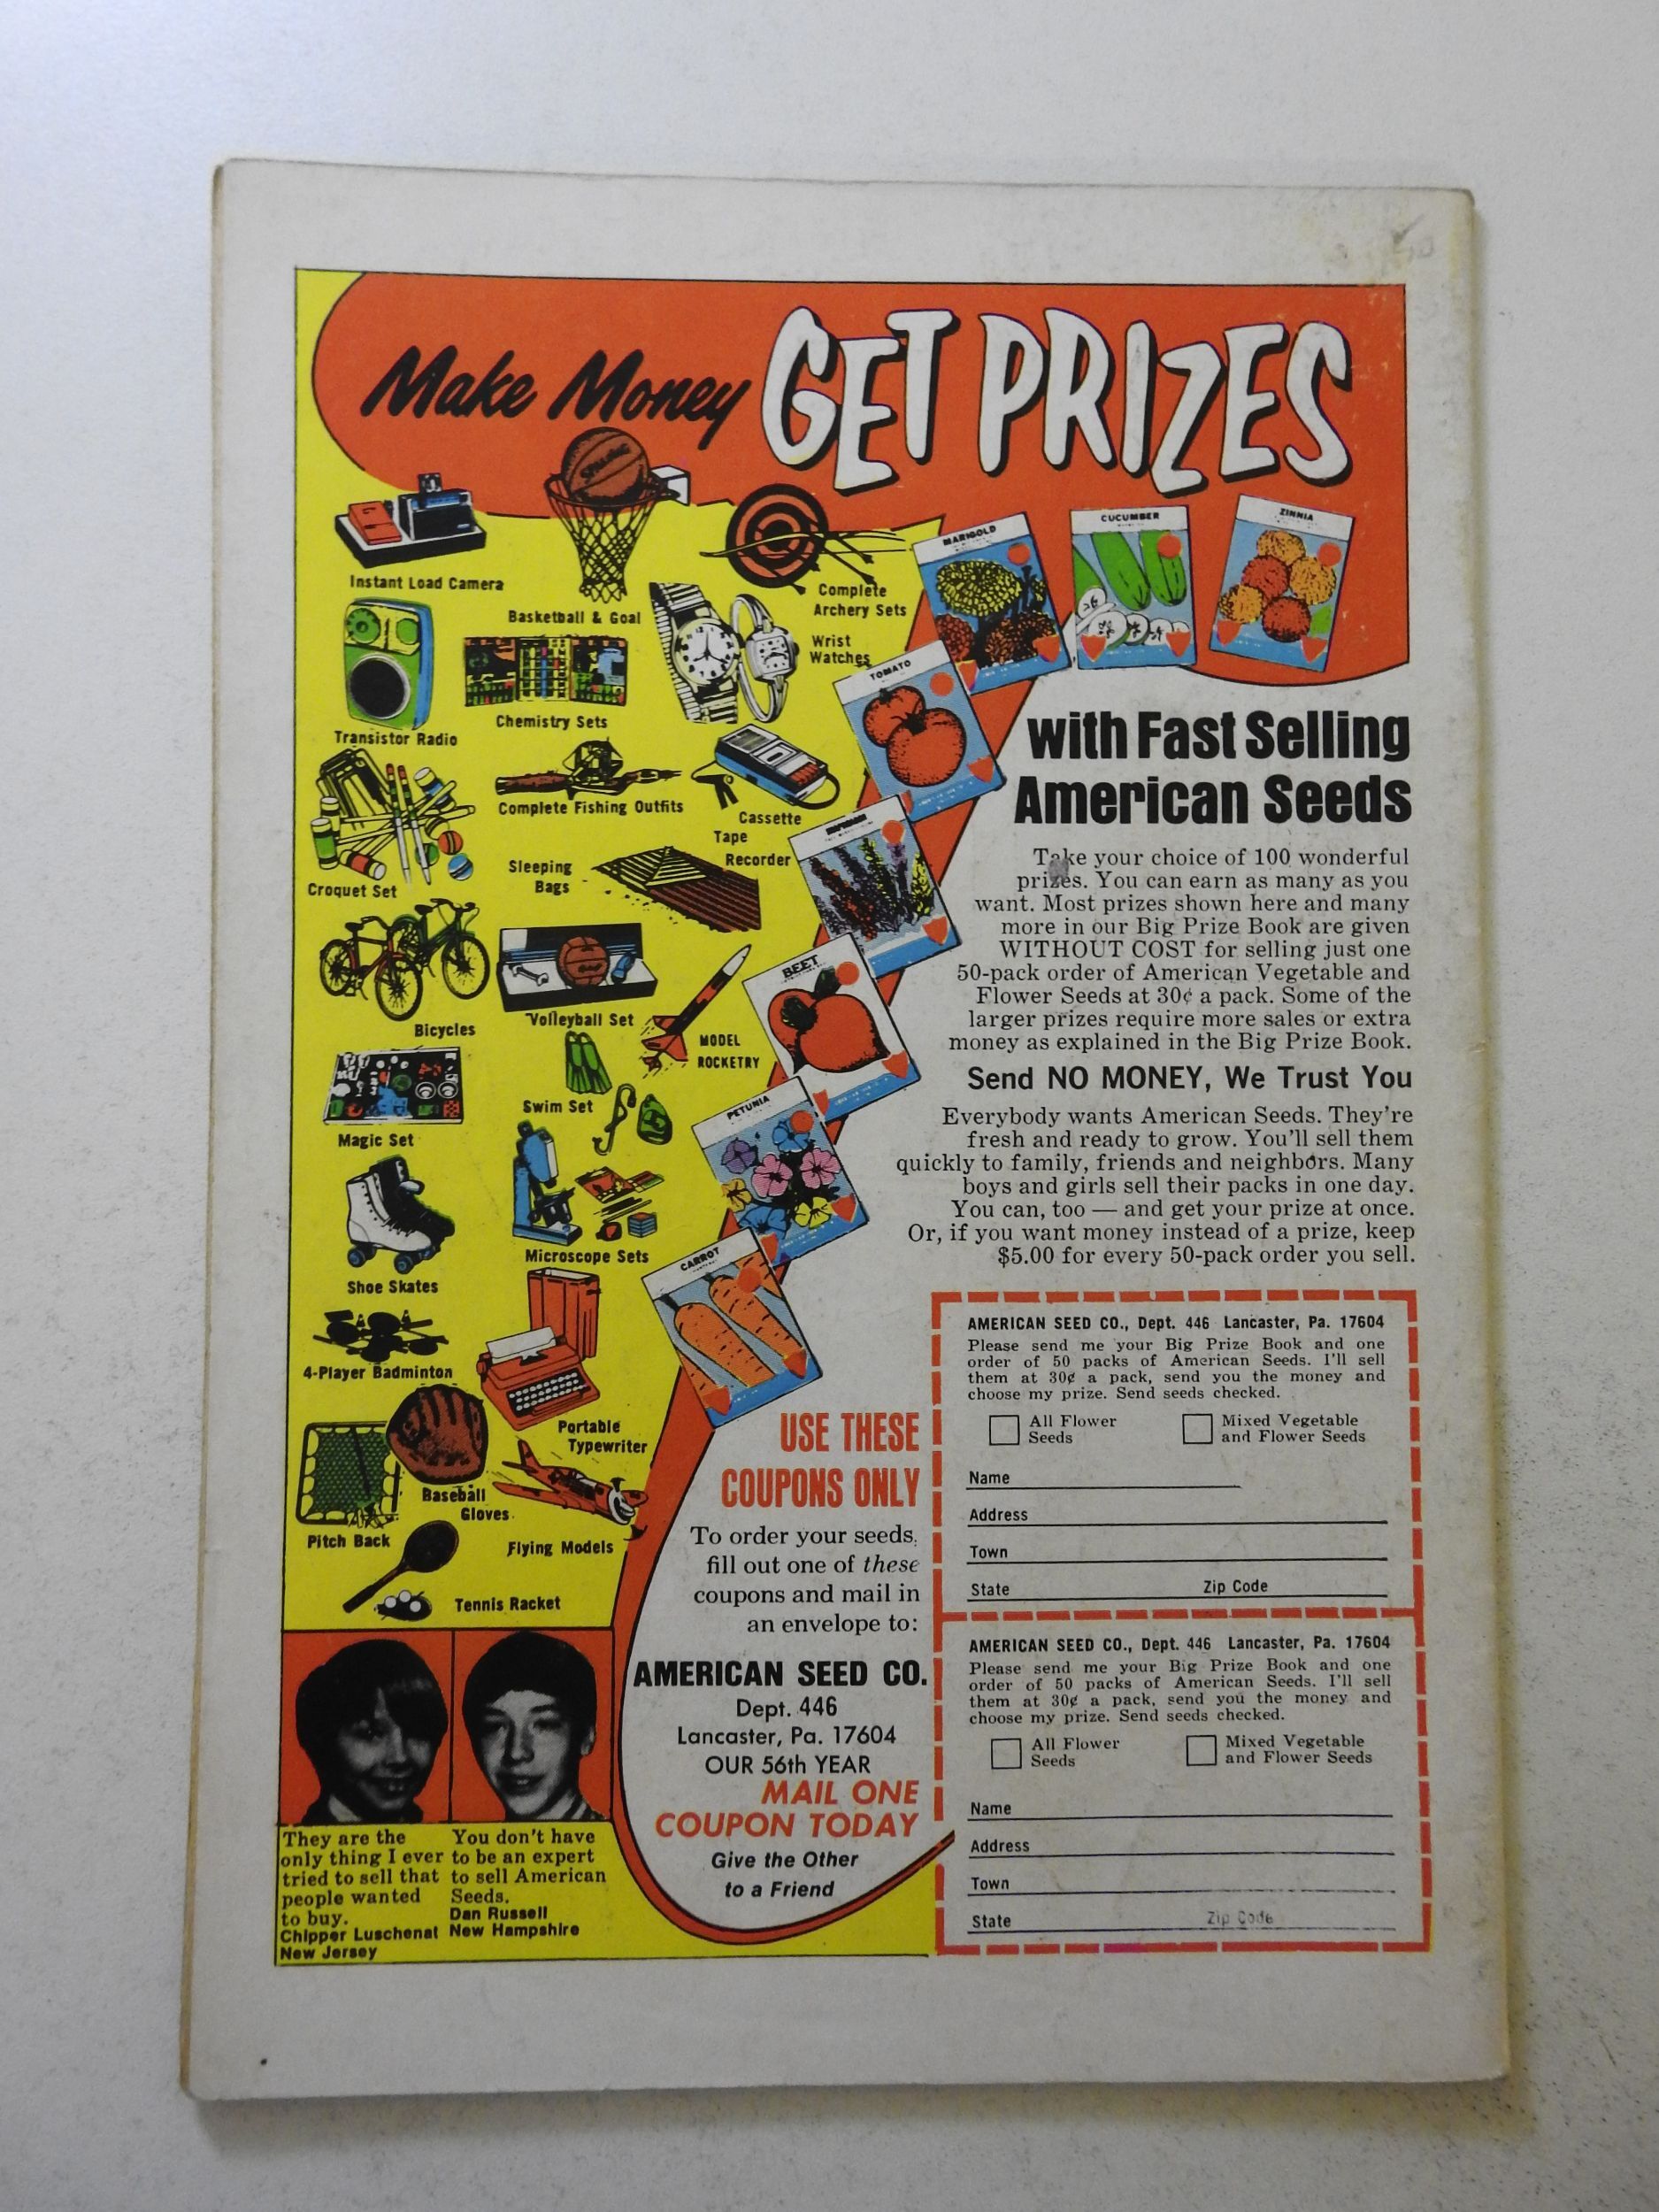 Make Money GET PRIZES
SPALDING
Instant Load Camera
Basketball & Goal
Complete
Archery Sets
Wrist
Watches
Transistor Radio
Chemistry Sets
Complete Fishing Outfits
Cassette
Tape
Recorder
Croquet Set
Sleeping
Bags
Bicycles
Volleyball Set
MODEL
ROCKETRY
Magic Set
Swim Set
Shoe Skates
Microscope Sets
4-Player Badminton
Portable
Typewriter
Baseball
Gloves
Pitch Back
Flying Models
Tennis Racket
MARIGOLD
CUCUMBER
ZINNIA
TOMATO
BEET
PETUNIA
CARROT
with Fast Selling
American Seeds
Take your choice of 100 wonderful
prizes. You can earn as many as you
want. Most prizes shown here and many
more in our Big Prize Book are given
WITHOUT COST for selling just one
50-pack order of American Vegetable and
Flower Seeds at 30¢ a pack. Some of the
larger prizes require more sales or extra
money as explained in the Big Prize Book.
Send NO MONEY, We Trust You
Everybody wants American Seeds. They're
fresh and ready to grow. You'll sell them
quickly to family, friends and neighbors. Many
boys and girls sell their packs in one day.
You can, too — and get your prize at once.
Or, if you want money instead of a prize, keep
$5.00 for every 50-pack order you sell.
USE THESE
COUPONS ONLY
To order your seeds,
fill out one of these
coupons and mail in
an envelope to:
AMERICAN SEED CO.
Dept. 446
Lancaster, Pa. 17604
OUR 56th YEAR
MAIL ONE
COUPON TODAY
Give the Other
to a Friend
AMERICAN SEED CO., Dept. 446 Lancaster, Pa. 17604
Please send me your Big Prize Book and one
order of 50 packs of American Seeds. I'll sell
them at 30¢ a pack, send you the money and
choose my prize. Send seeds checked.
All Flower
Seeds
Mixed Vegetable
and Flower Seeds
Name
Address
Town
State Zip Code
AMERICAN SEED CO., Dept. 446 Lancaster, Pa. 17604
Please send me your Big Prize Book and one
order of 50 packs of American Seeds. I'll sell
them at 30¢ a pack, send you the money and
choose my prize. Send seeds checked.
All Flower
Seeds
Mixed Vegetable
and Flower Seeds
Name
Address
Town
State Zip Code
They are the
only thing I ever
tried to sell that
people wanted
to buy.
Chipper Luschenat
New Jersey
You don't have
to be an expert
to sell American
Seeds.
Dan Russell
New Hampshire